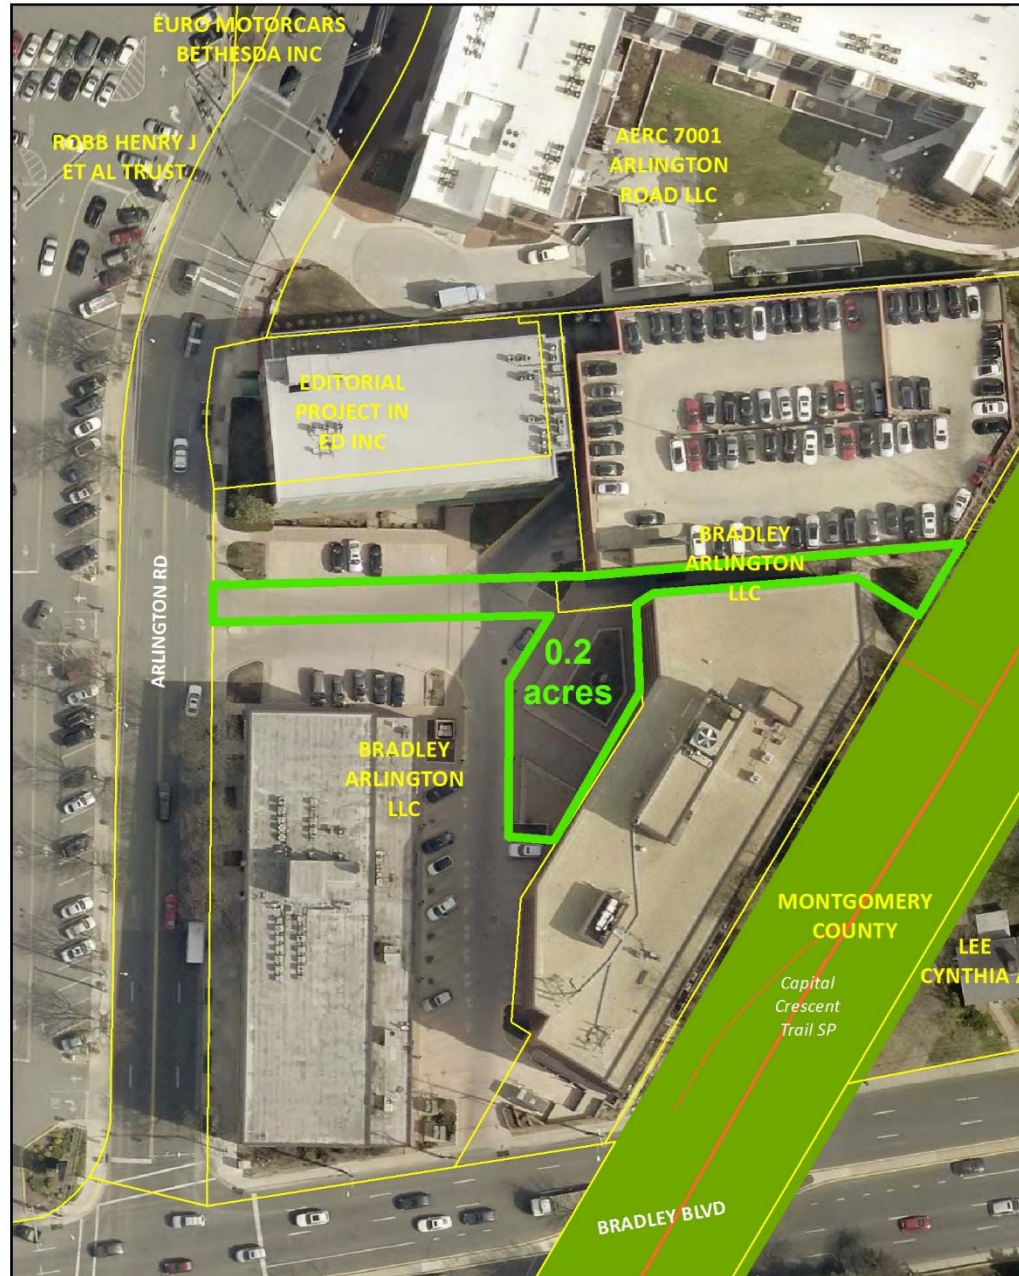 EURO MOTORCARS
BETHESDA INC
ROBB HENRY J
ET AL TRUST
AERC 7001
ARLINGTON
ROAD LLC
EDITORIAL
PROJECT IN
ED INC
BRADLEY
ARLINGTON
LLC
ARLINGTON RD
0.2
acres
BRADLEY
ARLINGTON
LLC
MONTGOMERY
COUNTY
LEE
CYNTHIA A
Capital
Crescent
Trail SP
BRADLEY BLVD